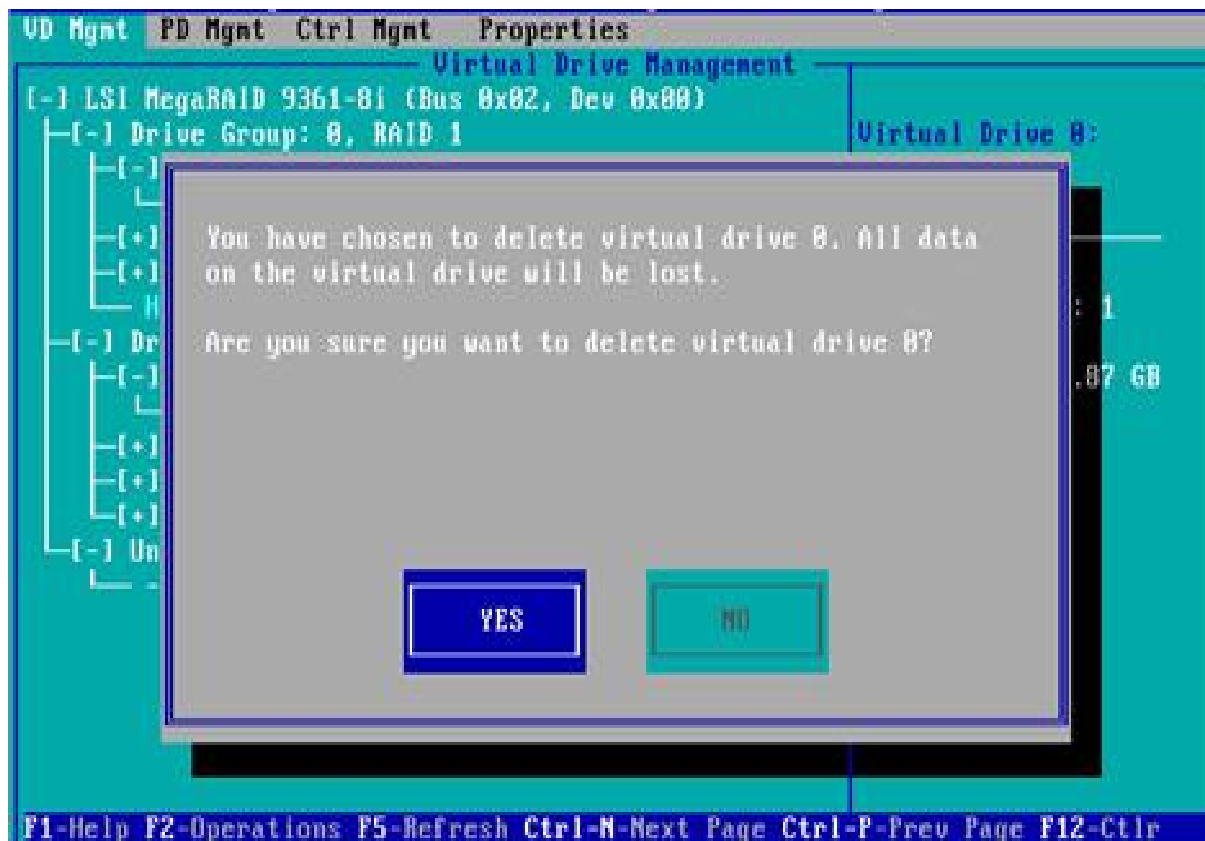 VD Mgmt PD Mgmt Ctrl Mgmt Properties
Virtual Drive Management
[-] LSI MegaRAID 9361-8i (Bus 0x02, Dev 0x00)
[-] Drive Group: 0, RAID 1
Virtual Drive 0:
[-]
[+]
[+]
H
: 1
[-] Dr
[-]
.87 GB
[+]
[+]
[+]
[-] Un
You have chosen to delete virtual drive 0. All data
on the virtual drive will be lost.
Are you sure you want to delete virtual drive 0?
YES NO
F1-Help F2-Operations F5-Refresh Ctrl-N-Next Page Ctrl-P-Prev Page F12-Ctlr